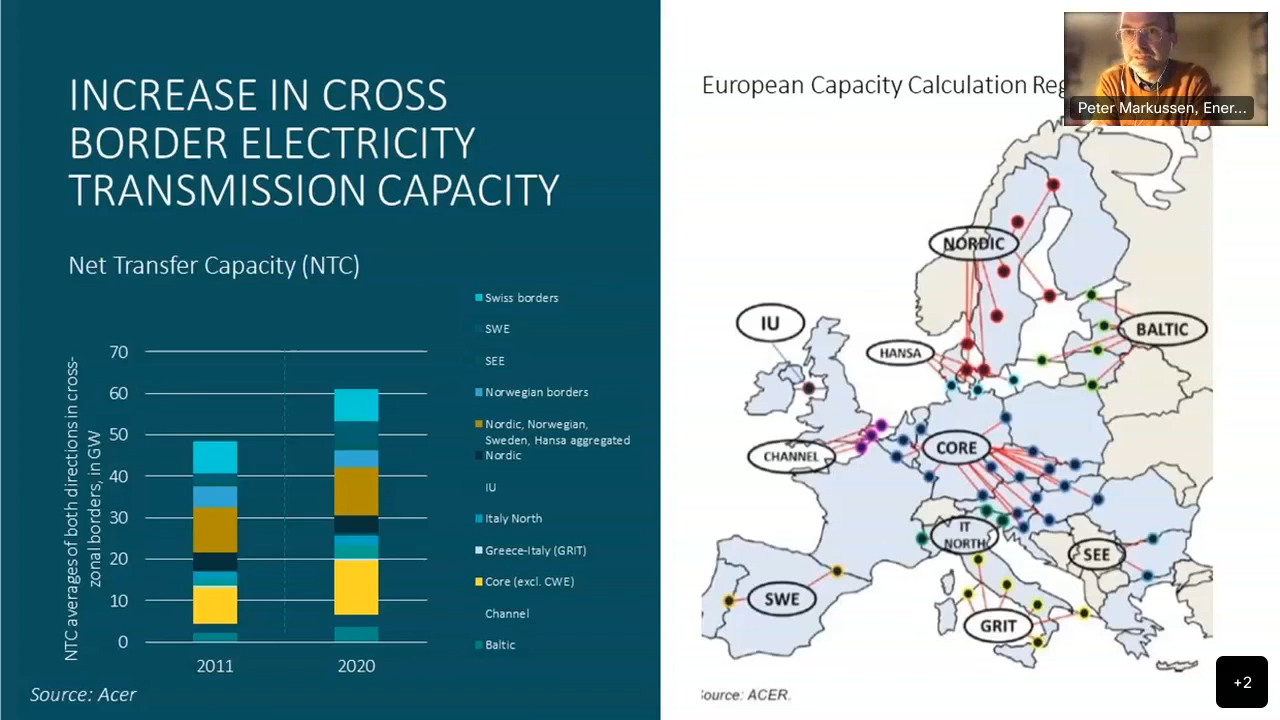 INCREASE IN CROSS
BORDER ELECTRICITY
TRANSMISSION CAPACITY
Net Transfer Capacity (NTC)
NTC averages of both directions in cross-
zonal borders, in GW
70
60
50
40
30
20
10
0
2011
2020
Swiss borders
SWE
SEE
Norwegian borders
Nordic, Norwegian,
Sweden, Hansa aggregated
Nordic
IU
Italy North
Greece-Italy (GRIT)
Core (excl. CWE)
Channel
Baltic
Source: Acer
European Capacity Calculation Reg
Peter Markussen, Ener...
NORDIC
IU
BALTIC
HANSA
CORE
CHANNEL
IT
NORTH
SEE
SWE
GRIT
Source: ACER.
+2